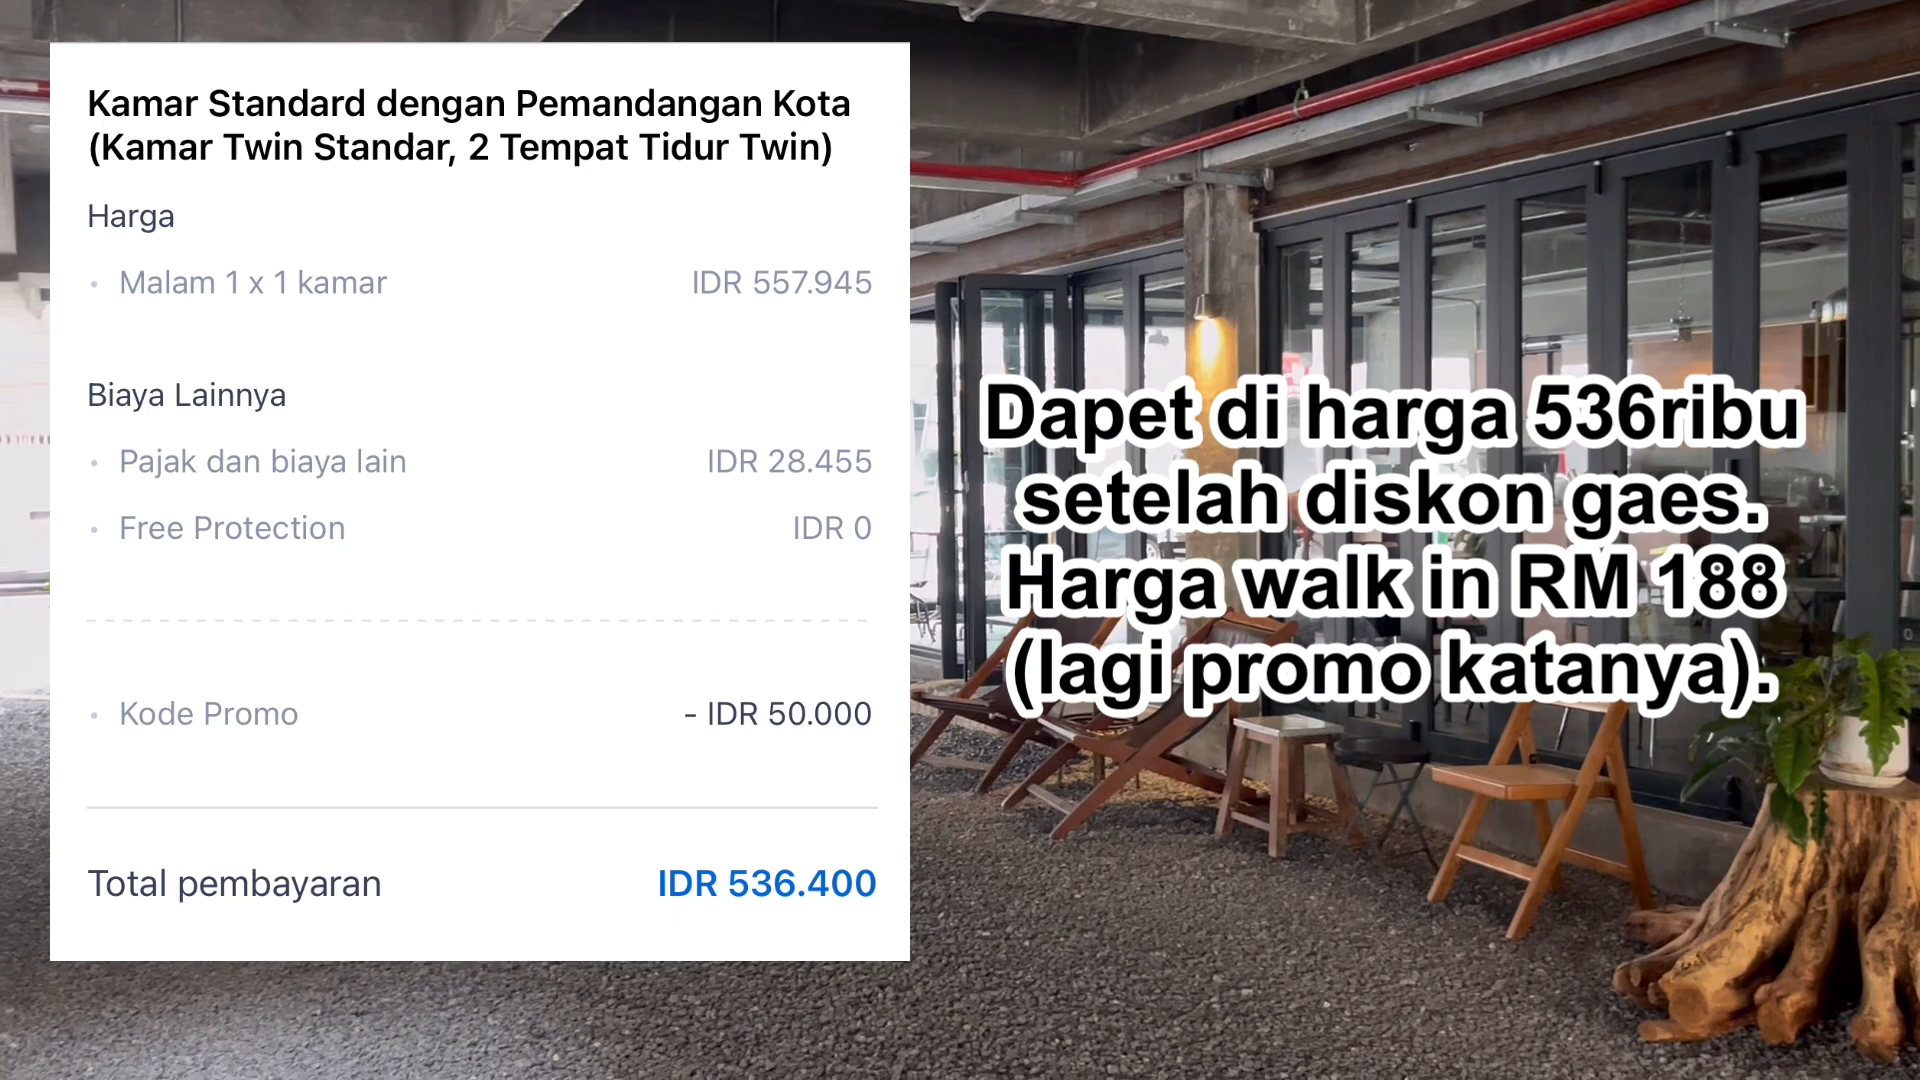 Kamar Standard dengan Pemandangan Kota
(Kamar Twin Standar, 2 Tempat Tidur Twin)
Harga
• Malam 1 x 1 kamar IDR 557.945
Biaya Lainnya
• Pajak dan biaya lain IDR 28.455
• Free Protection IDR 0
• Kode Promo - IDR 50.000
Total pembayaran IDR 536.400
Dapet di harga 536ribu
setelah diskon gaes.
Harga walk in RM 188
(lagi promo katanya).